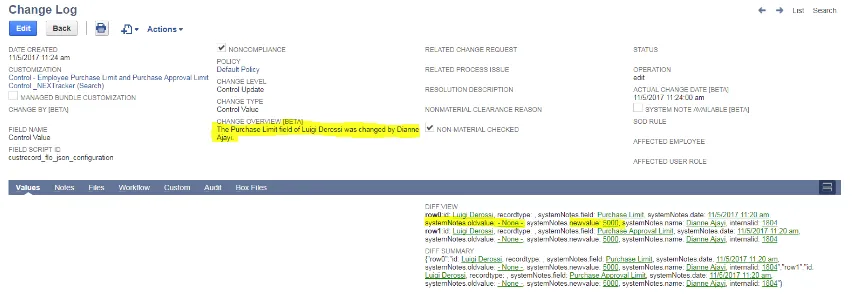 Change Log
List Search
Edit Back Actions
DATE CREATED
11/5/2017 11:24 am
CUSTOMIZATION
Control - Employee Purchase Limit and Purchase Approval Limit
Control _NEXTracker (Search)
MANAGED BUNDLE CUSTOMIZATION
CHANGE BY [BETA]
FIELD NAME
Control Value
FIELD SCRIPT ID
custrecord_flo_json_configuration
NONCOMPLIANCE
POLICY
Default Policy
CHANGE LEVEL
Control Update
CHANGE TYPE
Control Value
CHANGE OVERVIEW [BETA]
The Purchase Limit field of Luigi Derossi was changed by Dianne
Ajayi.
RELATED CHANGE REQUEST
RELATED PROCESS ISSUE
RESOLUTION DESCRIPTION
NONMATERIAL CLEARANCE REASON
NON-MATERIAL CHECKED
STATUS
OPERATION
edit
ACTUAL CHANGE DATE [BETA]
11/5/2017 11:24:00 am
SYSTEM NOTE AVAILABLE [BETA]
SOD RULE
AFFECTED EMPLOYEE
AFFECTED USER ROLE
Values Notes Files Workflow Custom Audit Box Files
DIFF VIEW
row0:id: Luigi Derossi, recordtype: , systemNotes.field: Purchase Limit, systemNotes.date: 11/5/2017 11:20 am,
systemNotes.oldvalue: - None -, systemNotes.newvalue: 5000, systemNotes.name: Dianne Ajayi, internalid: 1804
row1:id: Luigi Derossi, recordtype: , systemNotes.field: Purchase Approval Limit, systemNotes.date: 11/5/2017 11:20 am,
systemNotes.oldvalue: - None -, systemNotes.newvalue: 5000, systemNotes.name: Dianne Ajayi, internalid: 1804
DIFF SUMMARY
{"row0":"id: Luigi Derossi, recordtype: , systemNotes.field: Purchase Limit, systemNotes.date: 11/5/2017 11:20 am,
systemNotes.oldvalue: - None -, systemNotes.newvalue: 5000, systemNotes.name: Dianne Ajayi, internalid: 1804","row1":"id:
Luigi Derossi, recordtype: , systemNotes.field: Purchase Approval Limit, systemNotes.date: 11/5/2017 11:20 am,
systemNotes.oldvalue: - None -, systemNotes.newvalue: 5000, systemNotes.name: Dianne Ajayi, internalid: 1804"}